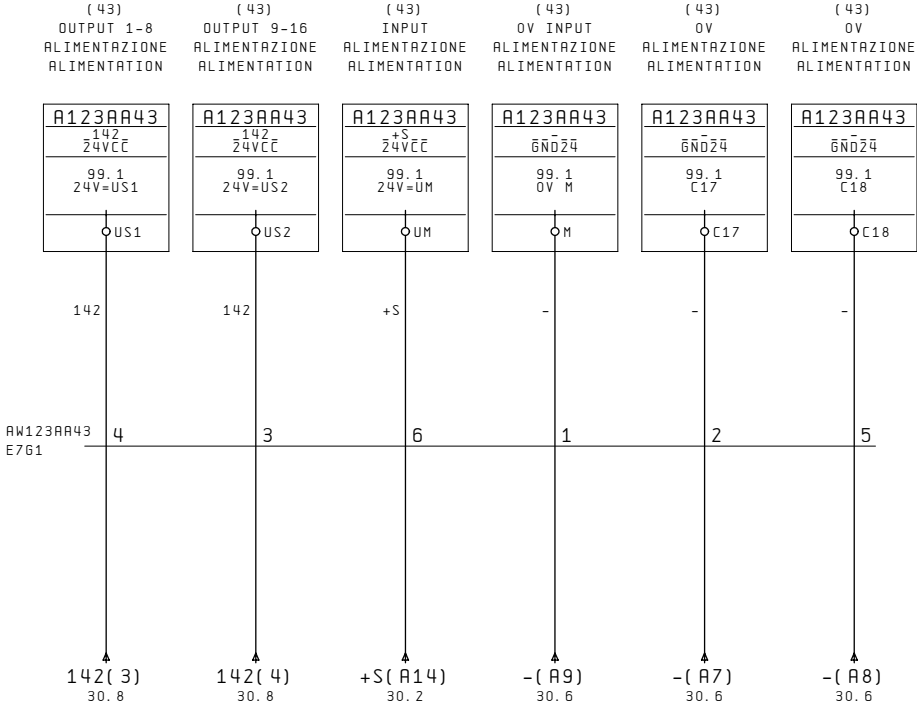 (43) (43) (43) (43) (43) (43)
OUTPUT 1-8 OUTPUT 9-16 INPUT 0V INPUT 0V 0V
ALIMENTAZIONE ALIMENTAZIONE ALIMENTAZIONE ALIMENTAZIONE ALIMENTAZIONE ALIMENTAZIONE
ALIMENTATION ALIMENTATION ALIMENTATION ALIMENTATION ALIMENTATION ALIMENTATION
A123AA43 A123AA43 A123AA43 A123AA43 A123AA43 A123AA43
142 142 +S - - -
24VCC 24VCC 24VCC GND24 GND24 GND24
99.1 99.1 99.1 99.1 99.1 99.1
24V=US1 24V=US2 24V=UM 0V M C17 C18
US1 US2 UM M C17 C18
142 142 +S - - -
AW123AA43 4 3 6 1 2 5
E7G1
142(3) 142(4) +S(A14) -(A9) -(A7) -(A8)
30.8 30.8 30.2 30.6 30.6 30.6